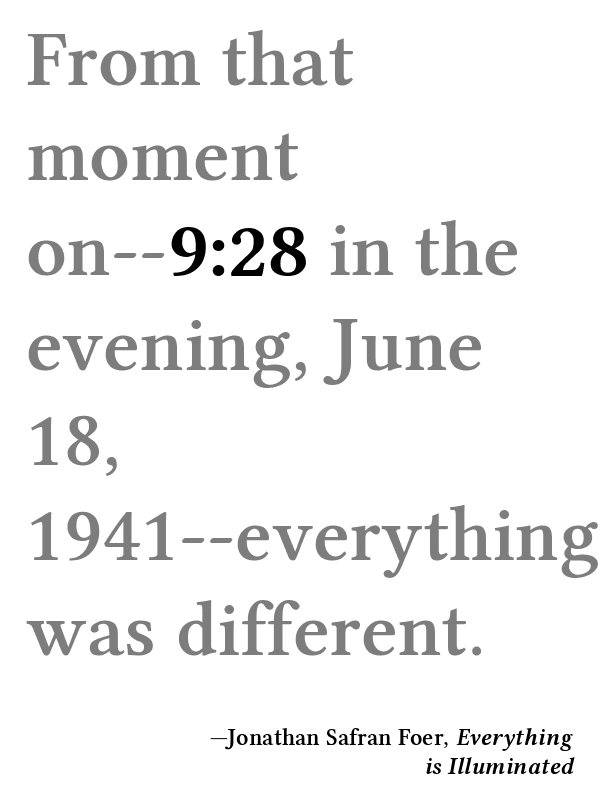 From that
moment
on--9:28 in the
evening, June
18,
1941--everything
was different.
—Jonathan Safran Foer, Everything
is Illuminated